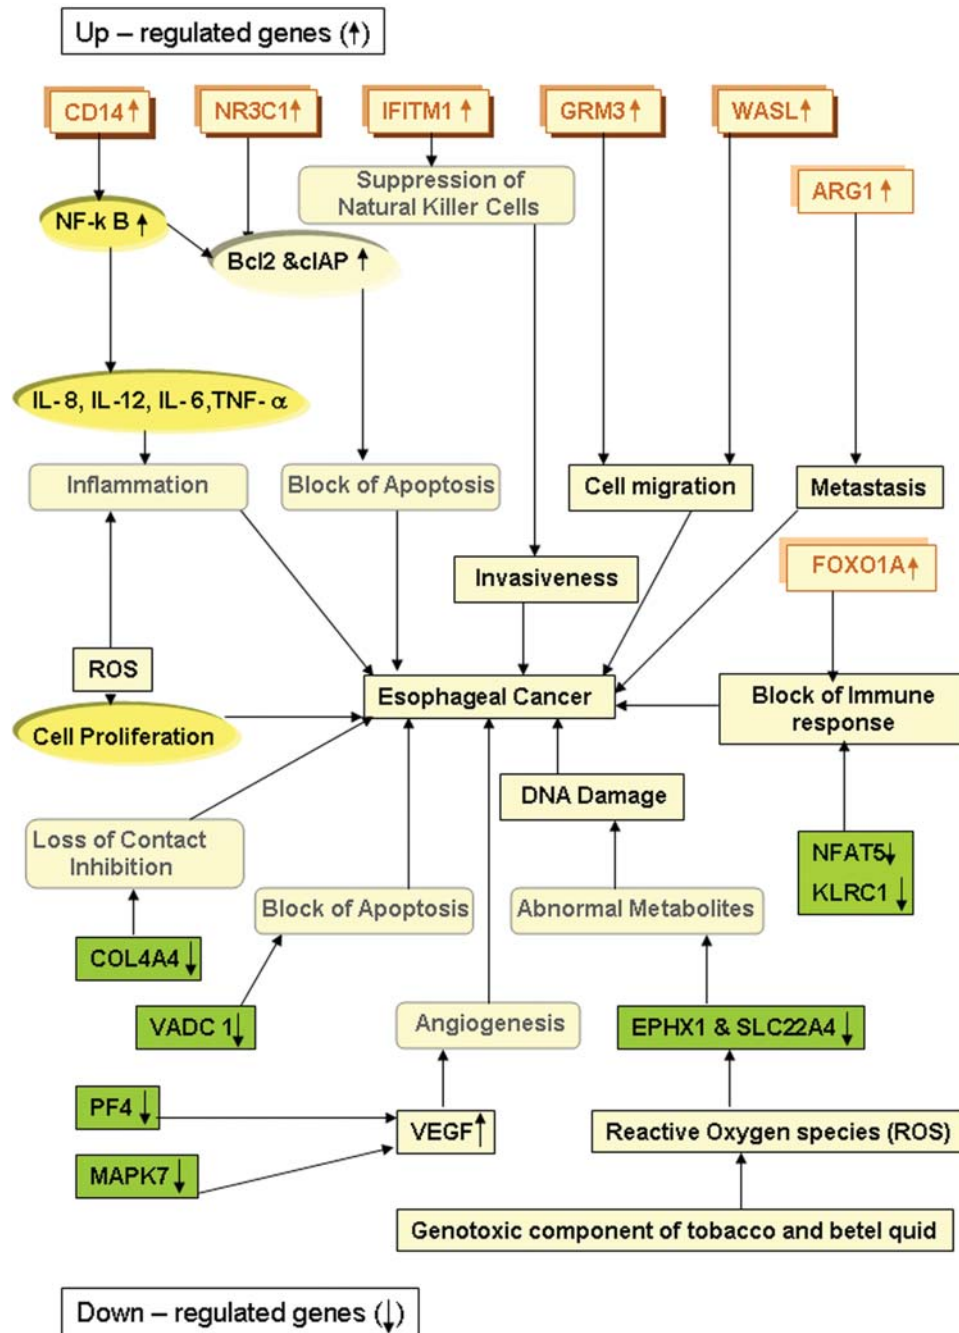 Up – regulated genes (↑)
CD14↑
NR3C1↑
IFITM1↑
GRM3↑
WASL↑
Suppression of
Natural Killer Cells
ARG1↑
NF-k B↑
Bcl2 &cIAP ↑
IL- 8, IL-12, IL- 6,TNF- α
Inflammation
Block of Apoptosis
Cell migration
Metastasis
FOXO1A↑
Invasiveness
ROS
Esophageal Cancer
Block of Immune
response
Cell Proliferation
DNA Damage
Loss of Contact
Inhibition
NFAT5↓
KLRC1↓
Block of Apoptosis
Abnormal Metabolites
COL4A4↓
VADC 1↓
Angiogenesis
EPHX1 & SLC22A4↓
PF4↓
VEGF↑
Reactive Oxygen species (ROS)
MAPK7↓
Genotoxic component of tobacco and betel quid
Down – regulated genes (↓)